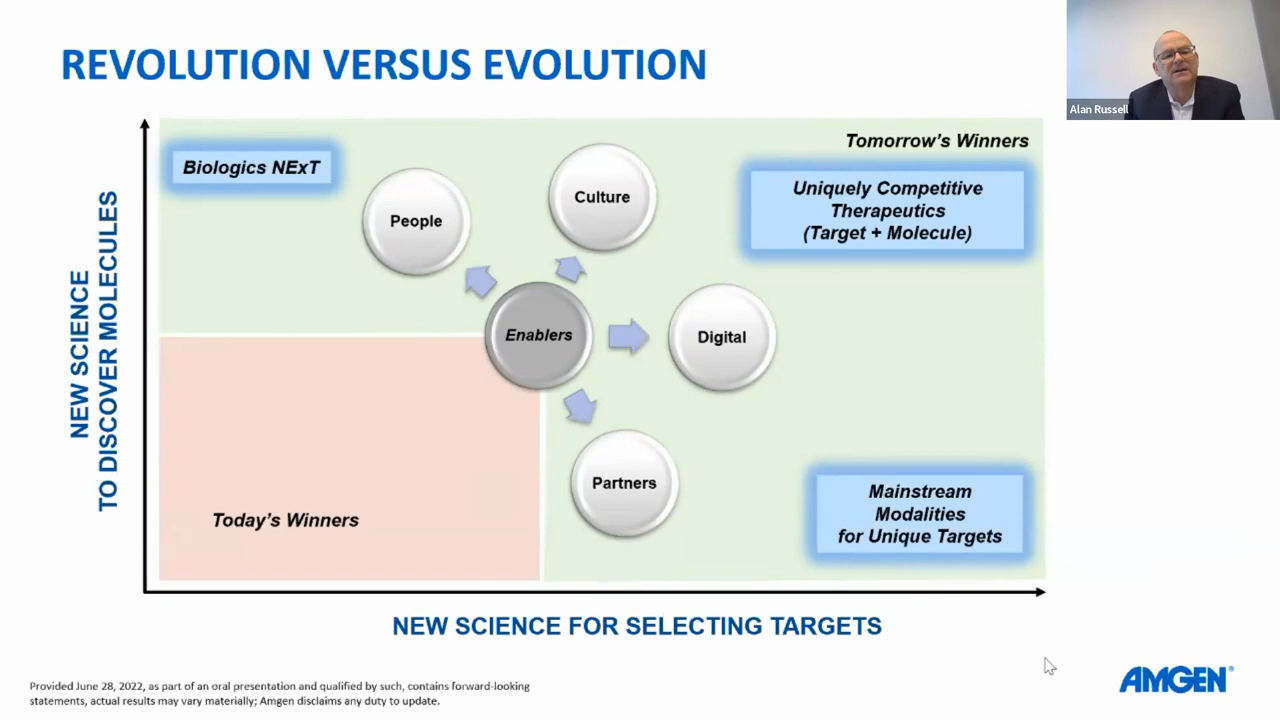 REVOLUTION VERSUS EVOLUTION
Alan Russell
Biologics NExT
People
Culture
Tomorrow's Winners
Uniquely Competitive
Therapeutics
(Target + Molecule)
NEW SCIENCE
TO DISCOVER MOLECULES
Enablers
Digital
Partners
Today's Winners
Mainstream
Modalities
for Unique Targets
NEW SCIENCE FOR SELECTING TARGETS
Provided June 28, 2022, as part of an oral presentation and qualified by such, contains forward-looking
statements, actual results may vary materially; Amgen disclaims any duty to update.
AMGEN®